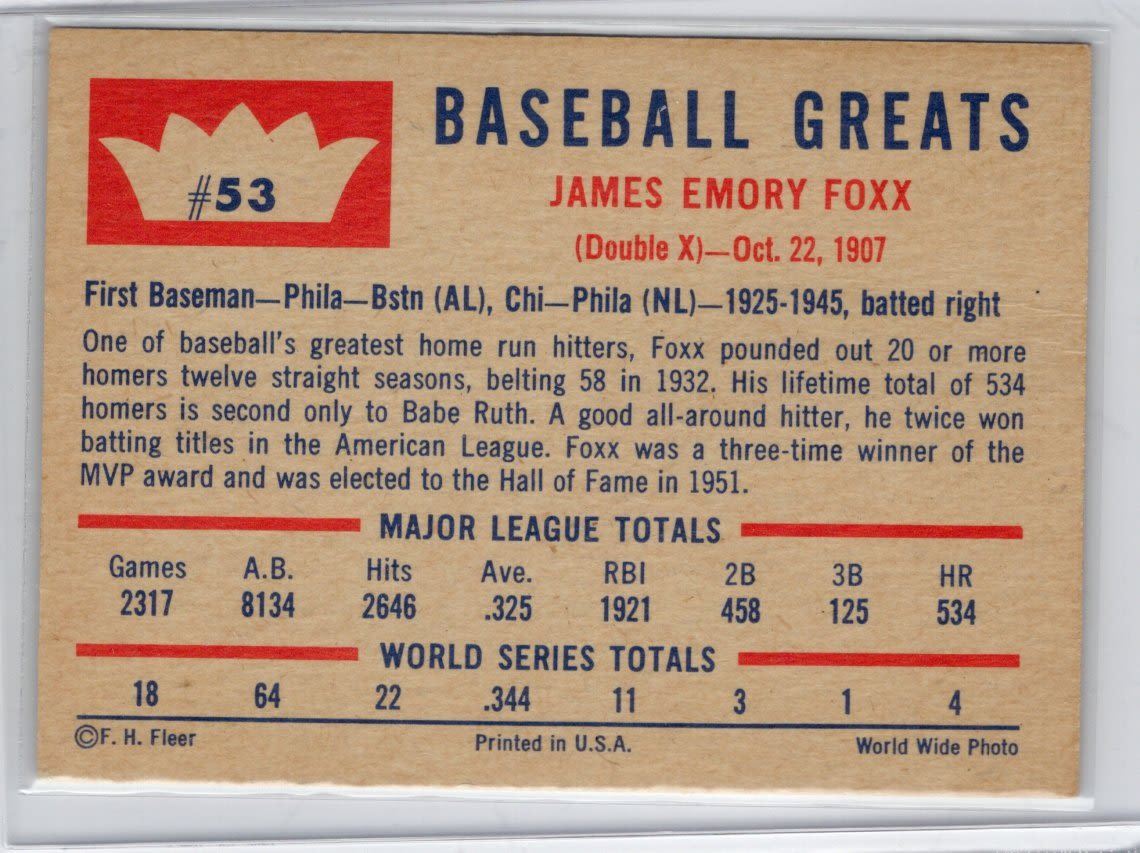 #53
BASEBALL GREATS
JAMES EMORY FOXX
(Double X)—Oct. 22, 1907
First Baseman—Phila—Bstn (AL), Chi—Phila (NL)—1925-1945, batted right
One of baseball's greatest home run hitters, Foxx pounded out 20 or more
homers twelve straight seasons, belting 58 in 1932. His lifetime total of 534
homers is second only to Babe Ruth. A good all-around hitter, he twice won
batting titles in the American League. Foxx was a three-time winner of the
MVP award and was elected to the Hall of Fame in 1951.
MAJOR LEAGUE TOTALS
Games A.B. Hits Ave. RBI 2B 3B HR
2317 8134 2646 .325 1921 458 125 534
WORLD SERIES TOTALS
18 64 22 .344 11 3 1 4
©F. H. Fleer Printed in U.S.A. World Wide Photo